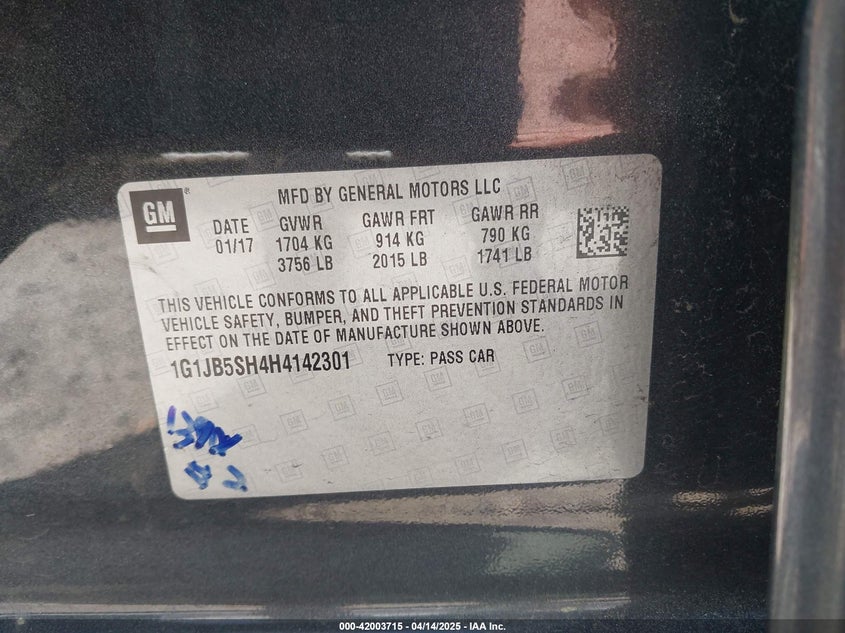 GM
MFD BY GENERAL MOTORS LLC
DATE GVWR GAWR FRT GAWR RR
01/17 1704 KG 914 KG 790 KG
3756 LB 2015 LB 1741 LB
THIS VEHICLE CONFORMS TO ALL APPLICABLE U.S. FEDERAL MOTOR
VEHICLE SAFETY, BUMPER, AND THEFT PREVENTION STANDARDS IN
EFFECT ON THE DATE OF MANUFACTURE SHOWN ABOVE.
1G1JB5SH4H4142301 TYPE: PASS CAR
000-42003715 - 04/14/2025 - IAA Inc.